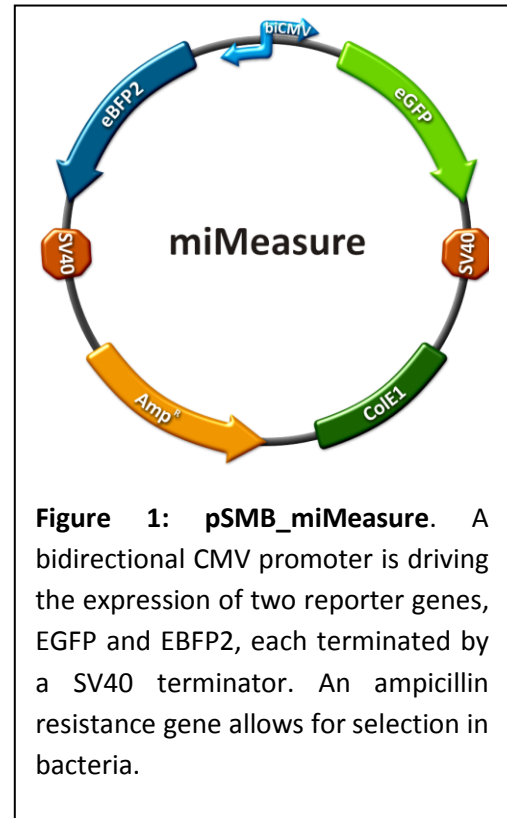 biCMV
eBFP2
eGFP
SV40
miMeasure
SV40
Amp R
ColE1
Figure 1: pSMB_miMeasure. A
bidirectional CMV promoter is driving
the expression of two reporter genes,
EGFP and EBFP2, each terminated by
a SV40 terminator. An ampicillin
resistance gene allows for selection in
bacteria.